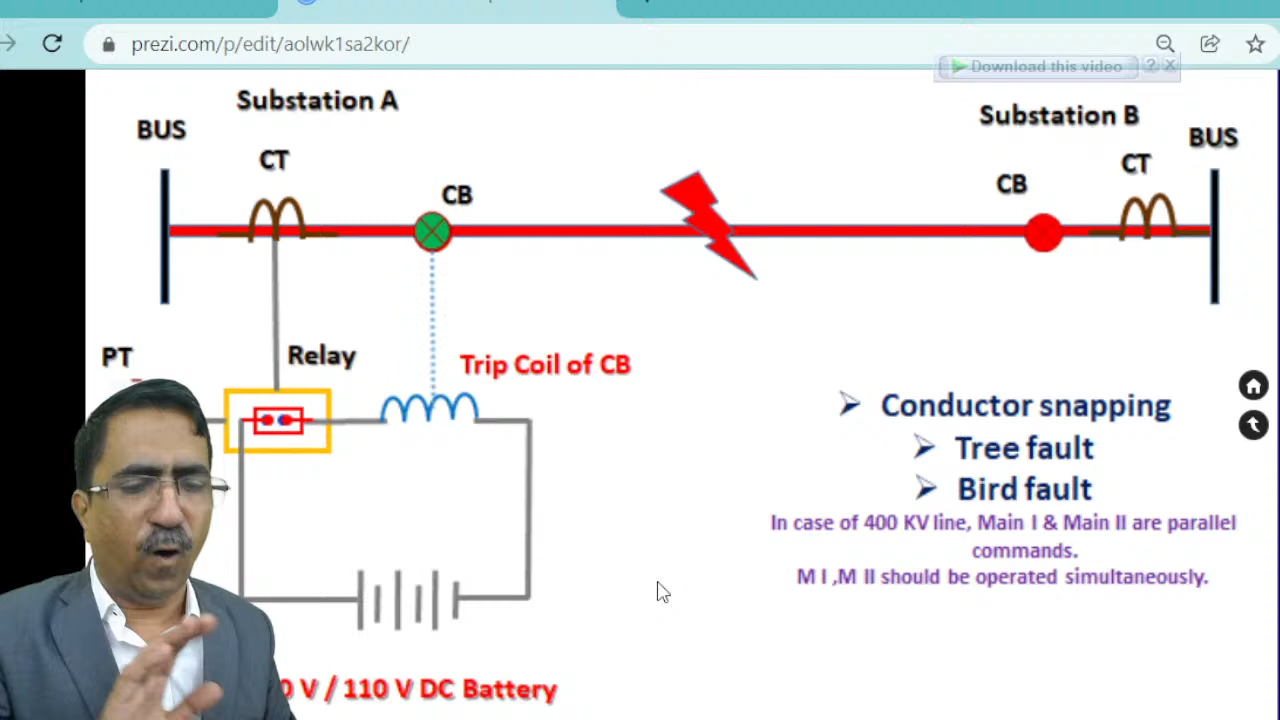 prezi.com/p/edit/aolwk1sa2kor/
Download this video
?
X
Substation A
Substation B
BUS
BUS
CT
CT
CB
CB
PT
Relay
Trip Coil of CB
Conductor snapping
Tree fault
Bird fault
In case of 400 KV line, Main I & Main II are parallel
commands.
M I ,M II should be operated simultaneously.
0 V / 110 V DC Battery